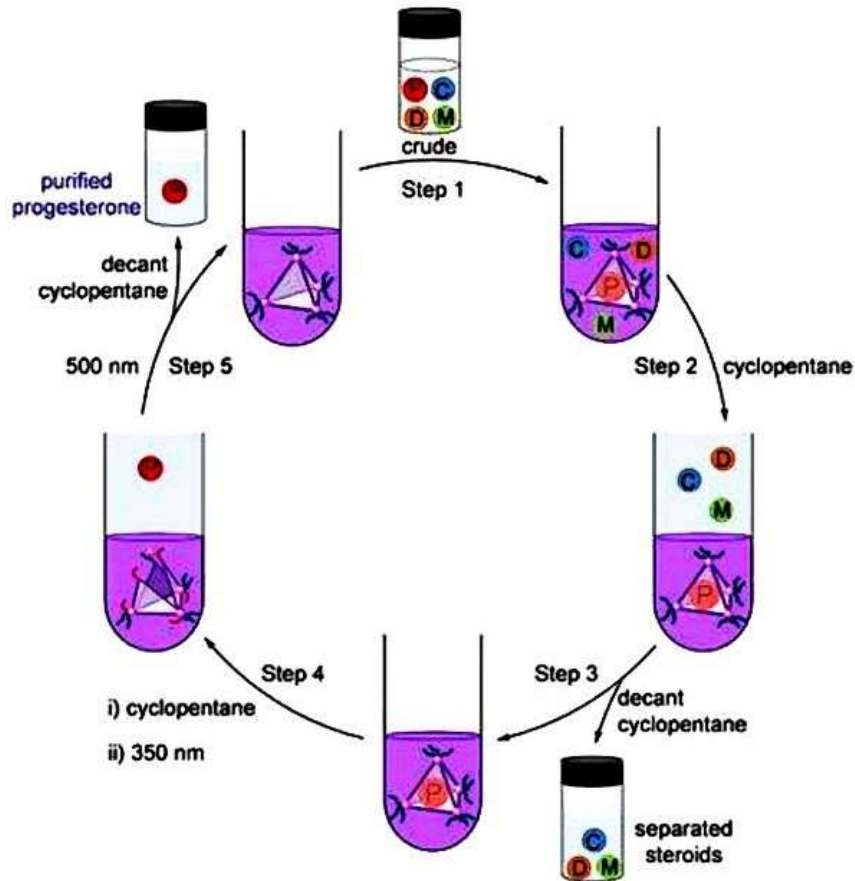 C
D M
crude
Step 1
purified
progesterone
decant
cyclopentane
500 nm
Step 5
C D
P
M
Step 2
cyclopentane
D
C
M
P
Step 3
decant
cyclopentane
Step 4
i) cyclopentane
ii) 350 nm
P
C
D M
separated
steroids